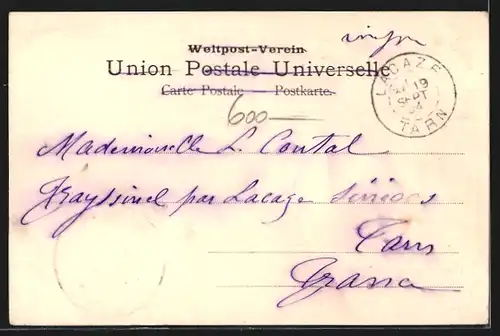 Weltpost-Verein
Union Postale Universelle
Carte Postale — Postkarte.
LACAZE
19
SEPT
04
TARN
600—
Mademoiselle L. Contal
par Lacaze
Tarn